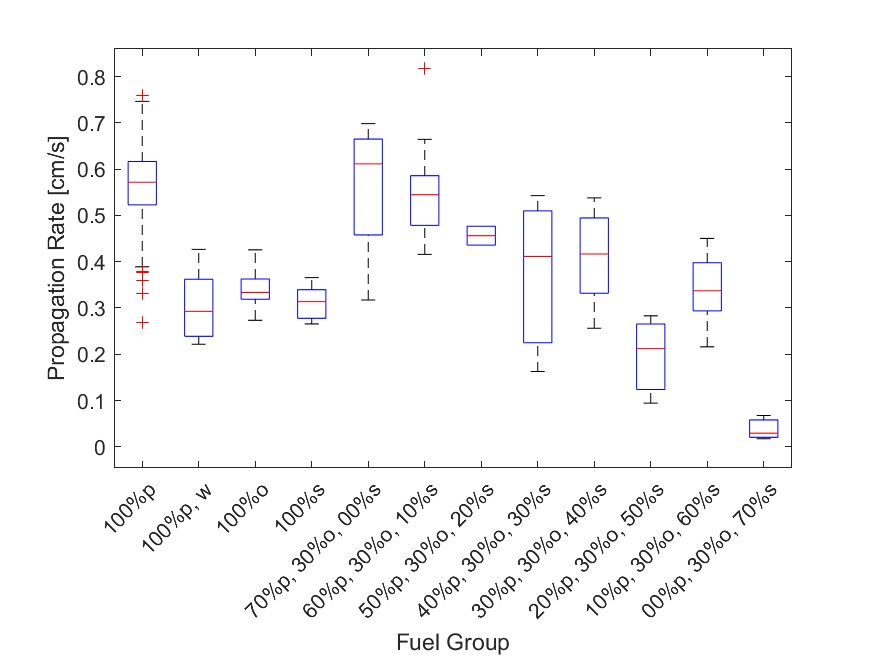 Propagation Rate [cm/s]
0.8
0.7
0.6
0.5
0.4
0.3
0.2
0.1
0
100%p
100%p, w
100%o
100%s
70%p, 30%o, 00%s
60%p, 30%o, 10%s
50%p, 30%o, 20%s
40%p, 30%o, 30%s
30%p, 30%o, 40%s
20%p, 30%o, 50%s
10%p, 30%o, 60%s
00%p, 30%o, 70%s
Fuel Group